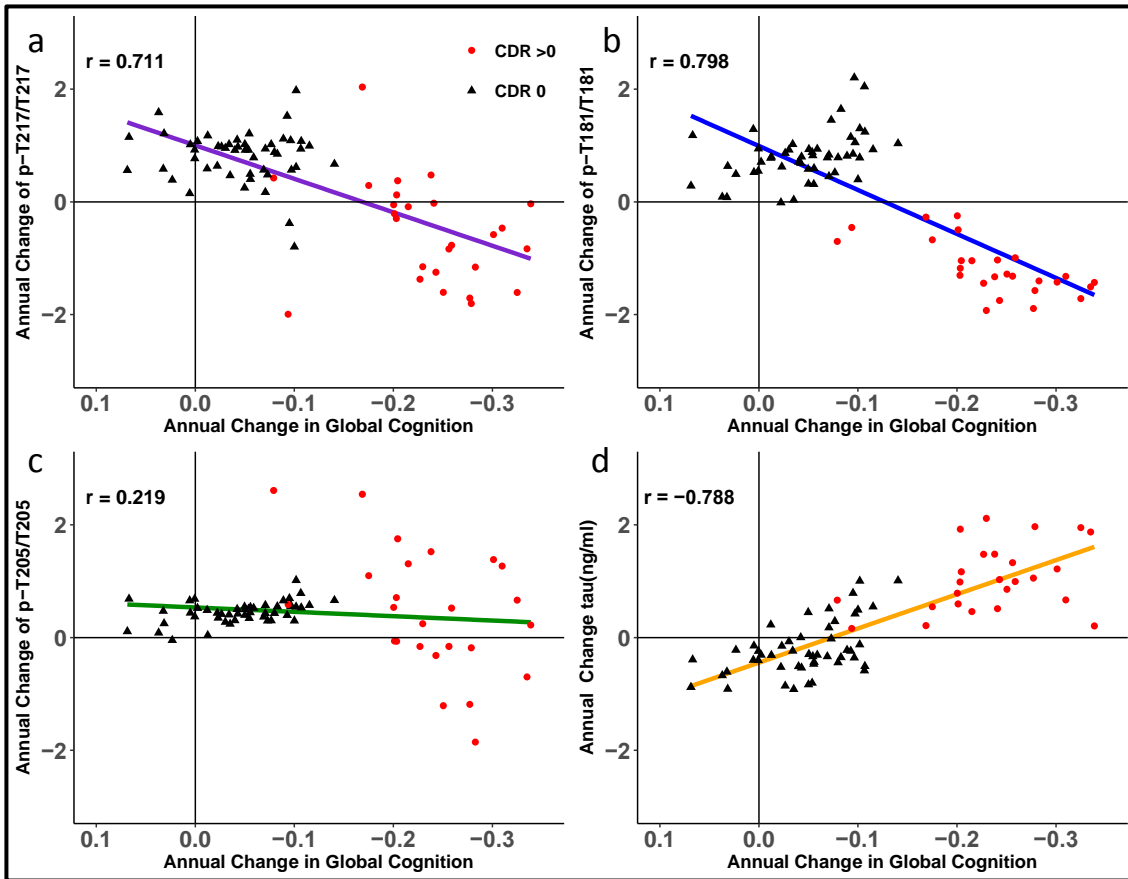 a
r = 0.711
CDR >0
CDR 0
Annual Change of p−T217/T217
2
0
−2
0.1 0.0 −0.1 −0.2 −0.3
Annual Change in Global Cognition
b
r = 0.798
Annual Change of p−T181/T181
2
0
−2
0.1 0.0 −0.1 −0.2 −0.3
Annual Change in Global Cognition
c
r = 0.219
Annual Change of p−T205/T205
2
0
−2
0.1 0.0 −0.1 −0.2 −0.3
Annual Change in Global Cognition
d
r = −0.788
Annual Change tau(ng/ml)
2
0
−2
0.1 0.0 −0.1 −0.2 −0.3
Annual Change in Global Cognition